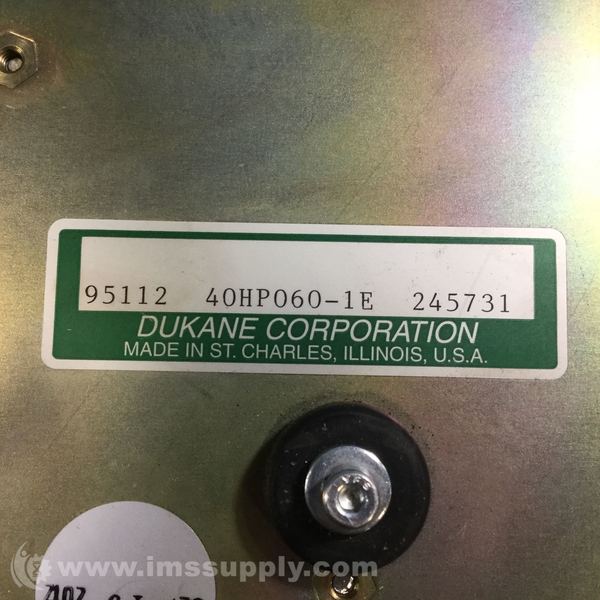 95112 40HP060-1E 245731
DUKANE CORPORATION
MADE IN ST. CHARLES, ILLINOIS, U.S.A.
www.imssupply.com